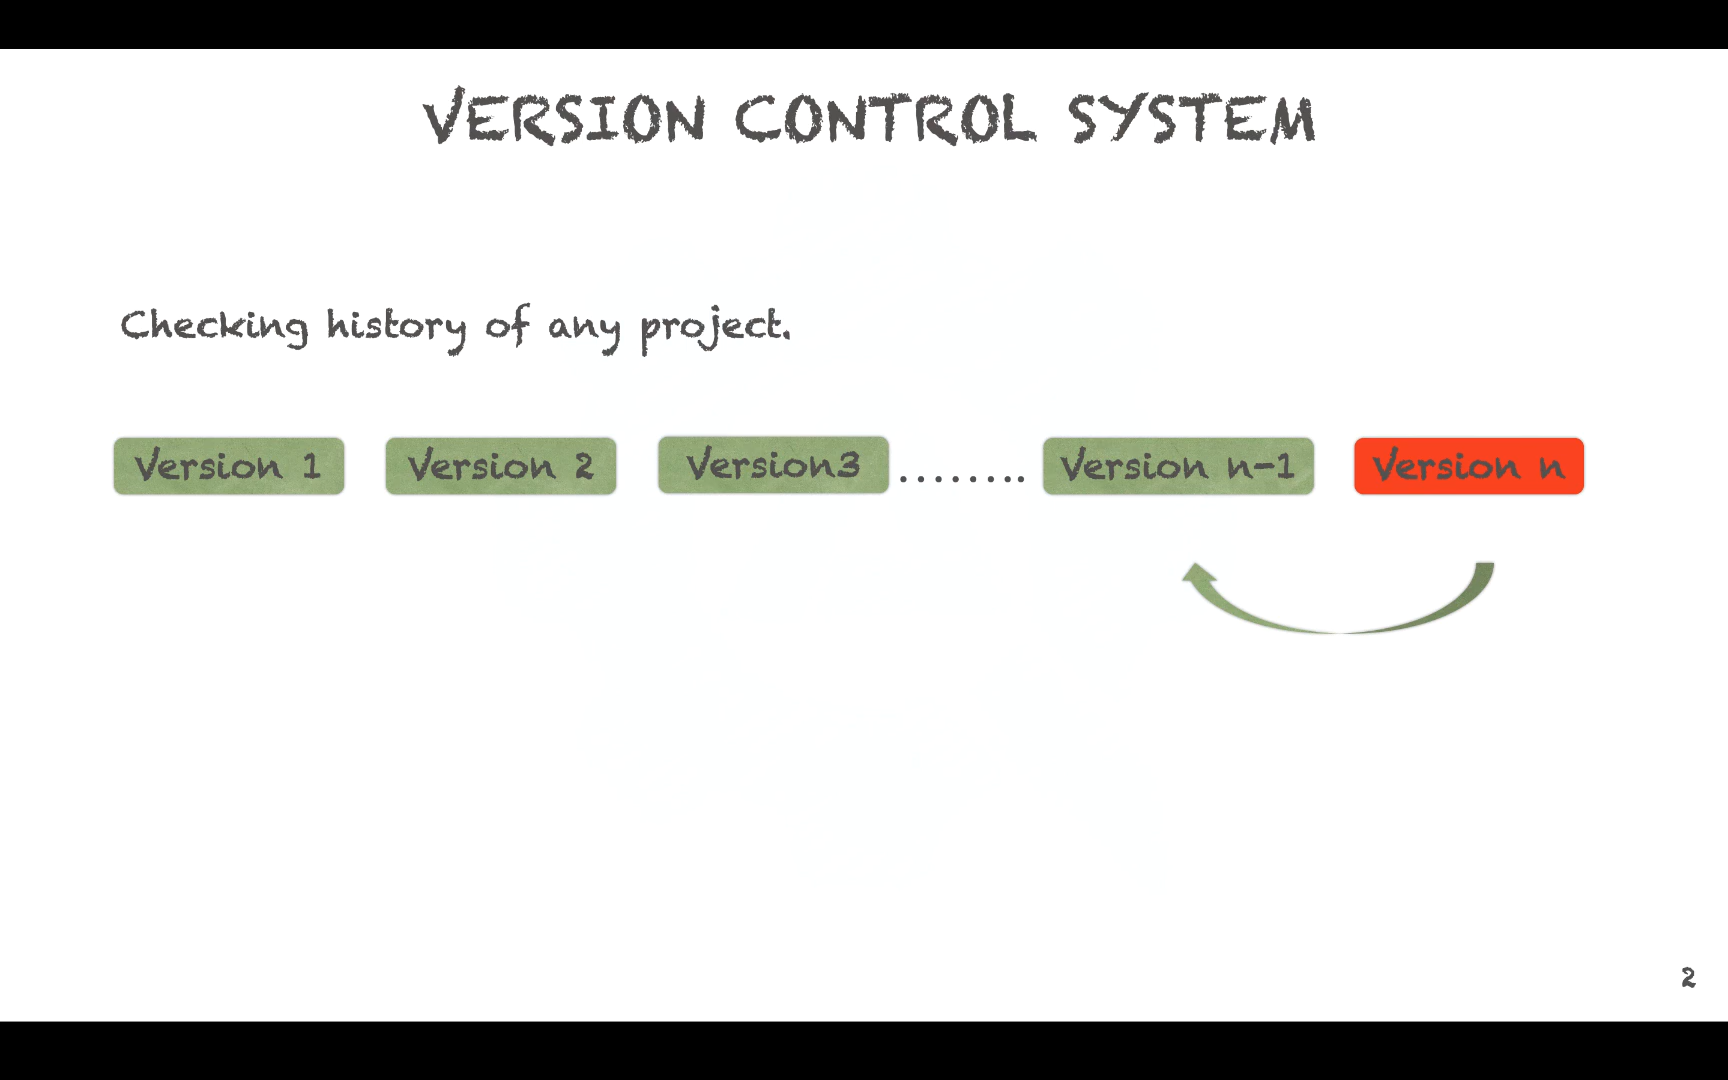 VERSION CONTROL SYSTEM
Checking history of any project.
Version 1 Version 2 Version3 ........ Version n-1 Version n
2